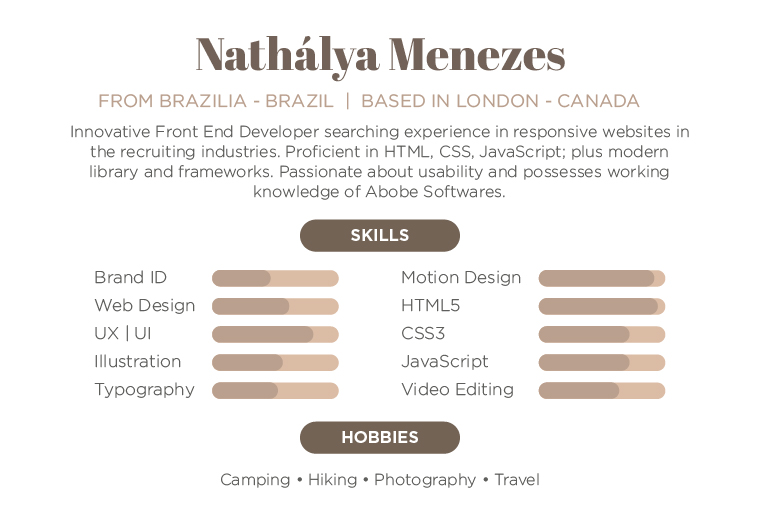 Nathálya Menezes
FROM BRAZILIA - BRAZIL | BASED IN LONDON - CANADA
Innovative Front End Developer searching experience in responsive websites in
the recruiting industries. Proficient in HTML, CSS, JavaScript; plus modern
library and frameworks. Passionate about usability and possesses working
knowledge of Abobe Softwares.
SKILLS
Brand ID
Web Design
UX | UI
Illustration
Typography
Motion Design
HTML5
CSS3
JavaScript
Video Editing
HOBBIES
Camping • Hiking • Photography • Travel